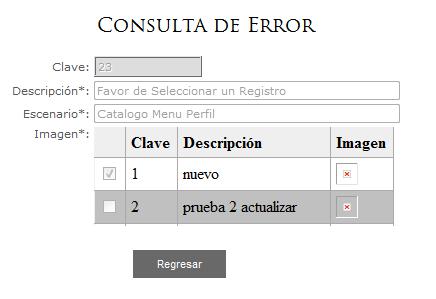 Consulta de Error
Clave: 23
Descripción*: Favor de Seleccionar un Registro
Escenario*: Catalogo Menu Perfil
Imagen*:
Clave Descripción Imagen
1 nuevo
2 prueba 2 actualizar
Regresar